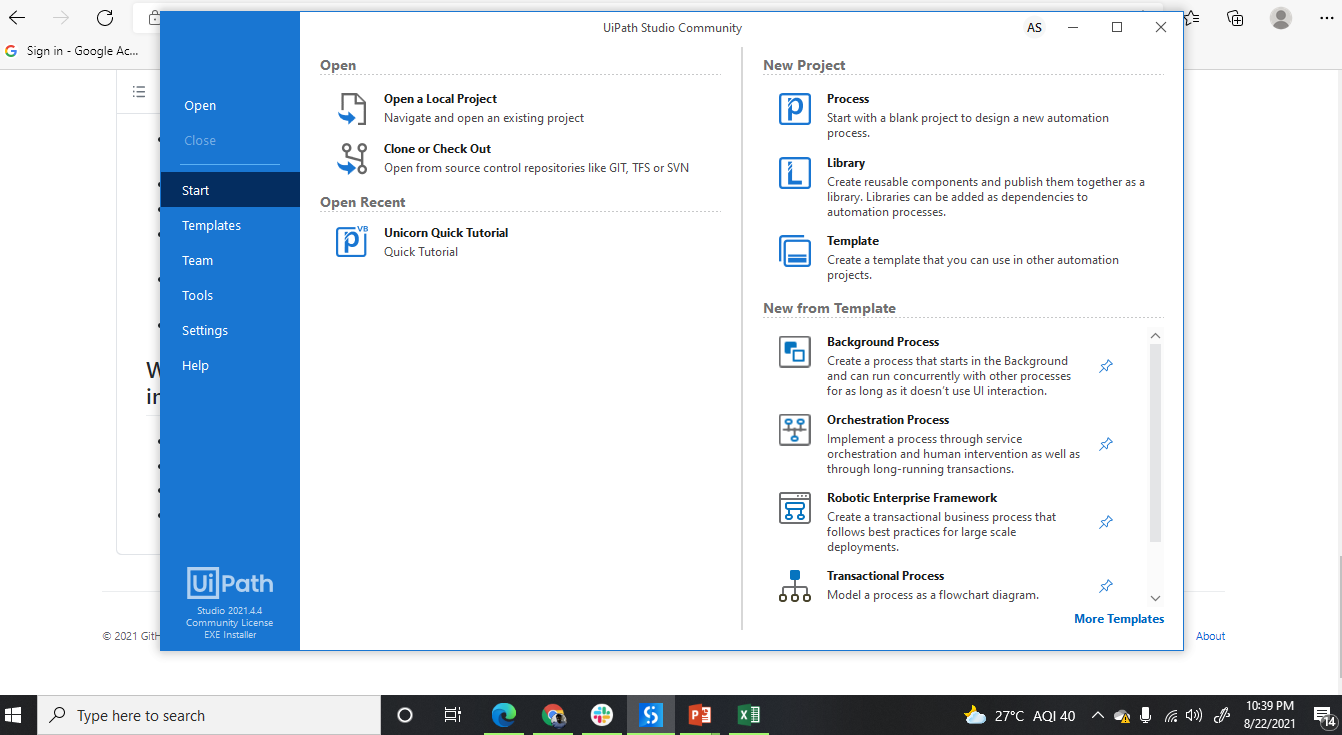 Sign in - Google Ac...
UiPath Studio Community
AS
Open
Close
Start
Templates
Team
Tools
Settings
Help
UiPath
Studio 2021.4.4
Community License
EXE Installer
Open
Open a Local Project
Navigate and open an existing project
Clone or Check Out
Open from source control repositories like GIT, TFS or SVN
Open Recent
VB
Unicorn Quick Tutorial
Quick Tutorial
New Project
Process
Start with a blank project to design a new automation
process.
Library
Create reusable components and publish them together as a
library. Libraries can be added as dependencies to
automation processes.
Template
Create a template that you can use in other automation
projects.
New from Template
Background Process
Create a process that starts in the Background
and can run concurrently with other processes
for as long as it doesn't use UI interaction.
Orchestration Process
Implement a process through service
orchestration and human intervention as well as
through long-running transactions.
Robotic Enterprise Framework
Create a transactional business process that
follows best practices for large scale
deployments.
Transactional Process
Model a process as a flowchart diagram.
More Templates
© 2021 GitH
About
Type here to search
27°C AQI 40
10:39 PM
8/22/2021
14